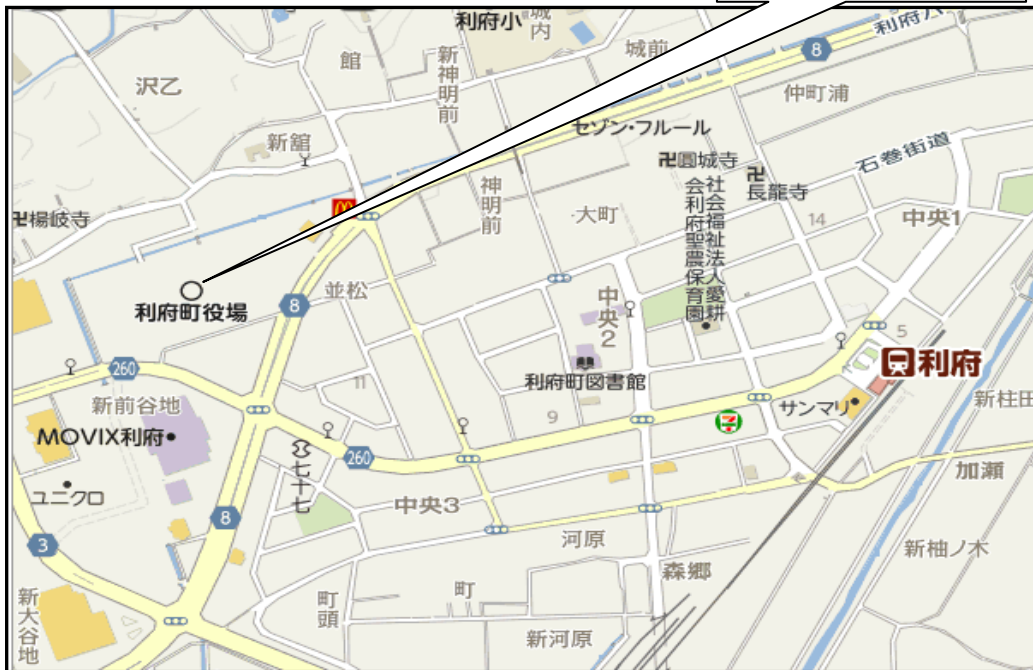 利府小
城内
館
新神明前
城前
利府
8
沢乙
仲町浦
セゾン・フルール
新舘
石巻街道
卍圓城寺
卍長龍寺
社会福祉法人愛耕会利府聖農保育園
神明前
大町
14
中央1
卍楊岐寺
利府町役場
並松
8
中央2
5
利府
260
11
利府町図書館
新前谷地
9
サンマリ
新柱田
MOVIX利府
260
七十七
加瀬
ユニクロ
8
中央3
3
河原
新柚ノ木
森郷
町
町頭
新大谷地
新河原